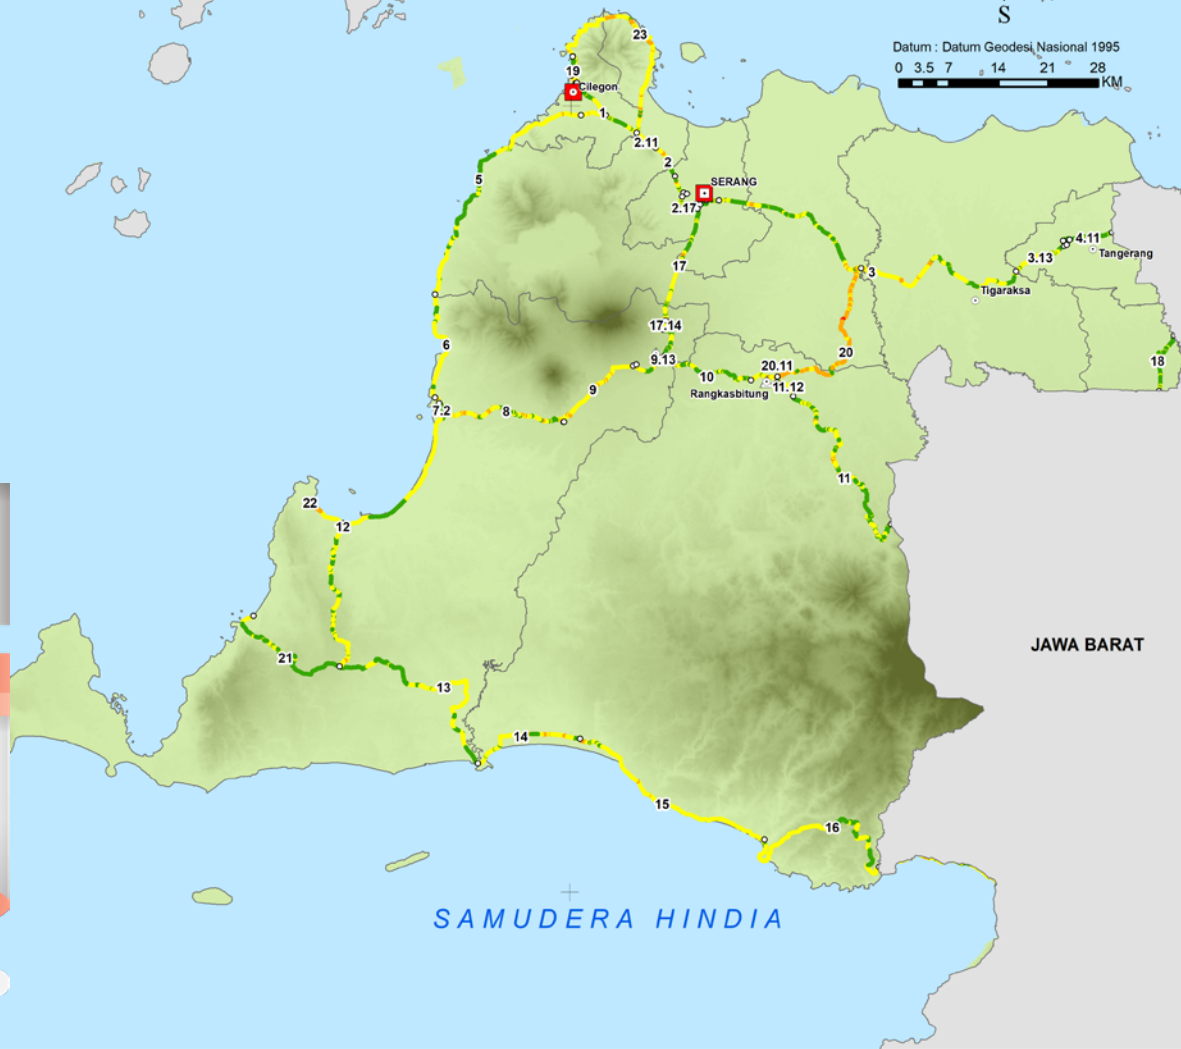 S
Datum : Datum Geodesi Nasional 1995
0 3.5 7 14 21 28
KM
23
19
Cilegon
1
2.11
2
5
SERANG
2.17
17
4.11
Tangerang
3.13
3
Tigaraksa
17.14
6
20
18
9.13
20.11
10
11.12
Rangkasbitung
9
7.2
8
11
22
12
JAWA BARAT
21
13
14
15
16
SAMUDERA HINDIA